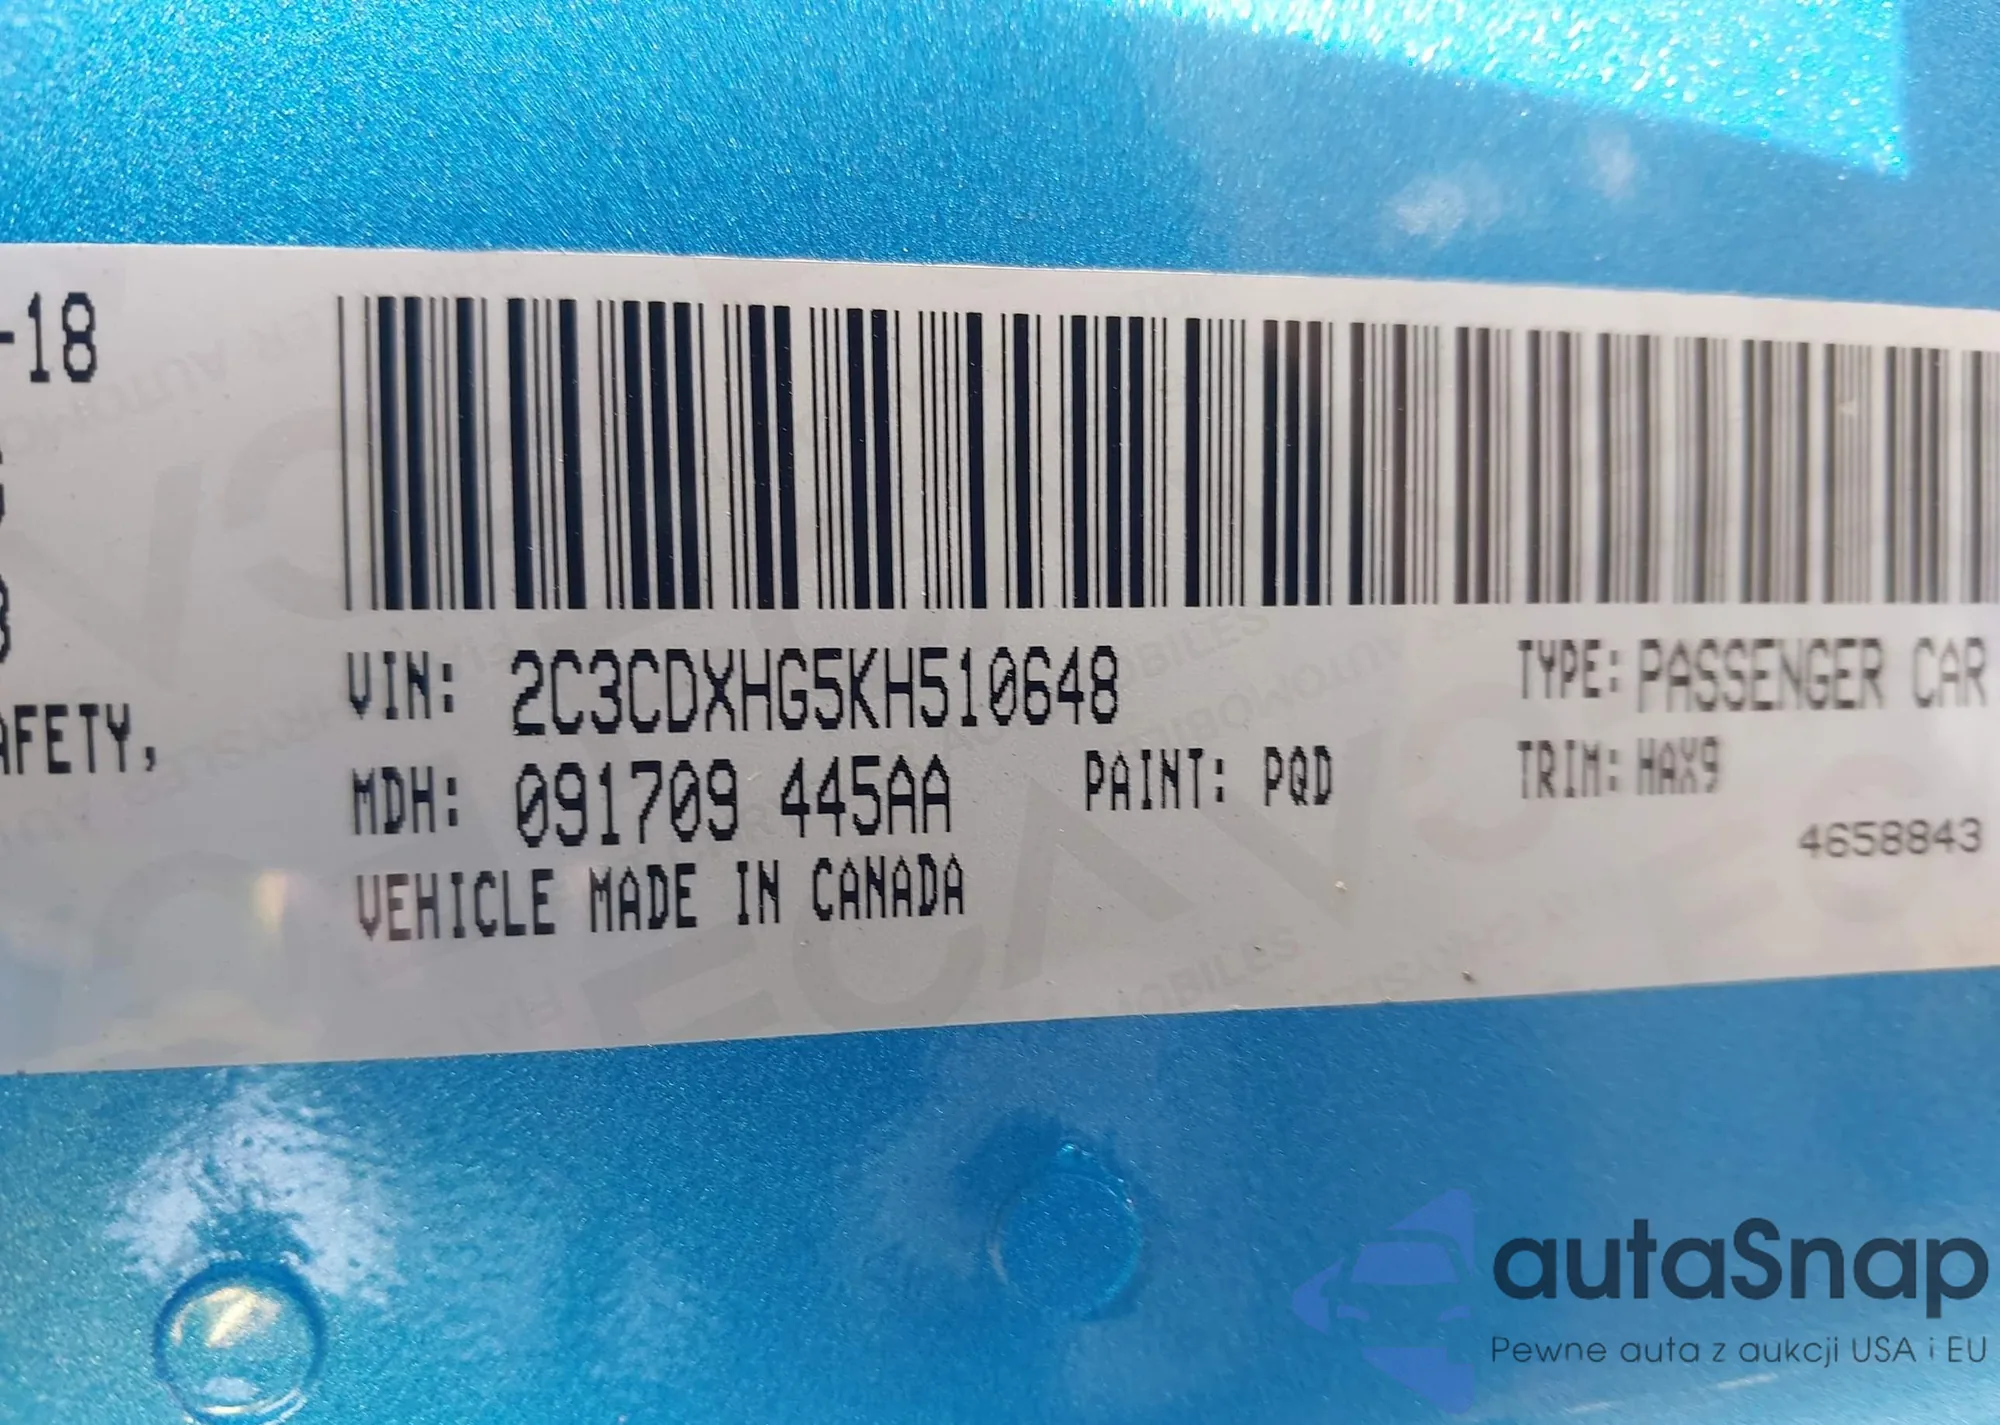 -18
AFETY,
VIN: 2C3CDXHG5KH510648
TYPE: PASSENGER CAR
MDH: 091709 445AA
PAINT: PQD
TRIM: HAX9
VEHICLE MADE IN CANADA
4658843
autaSnap
Pewne auta z aukcji USA i EU